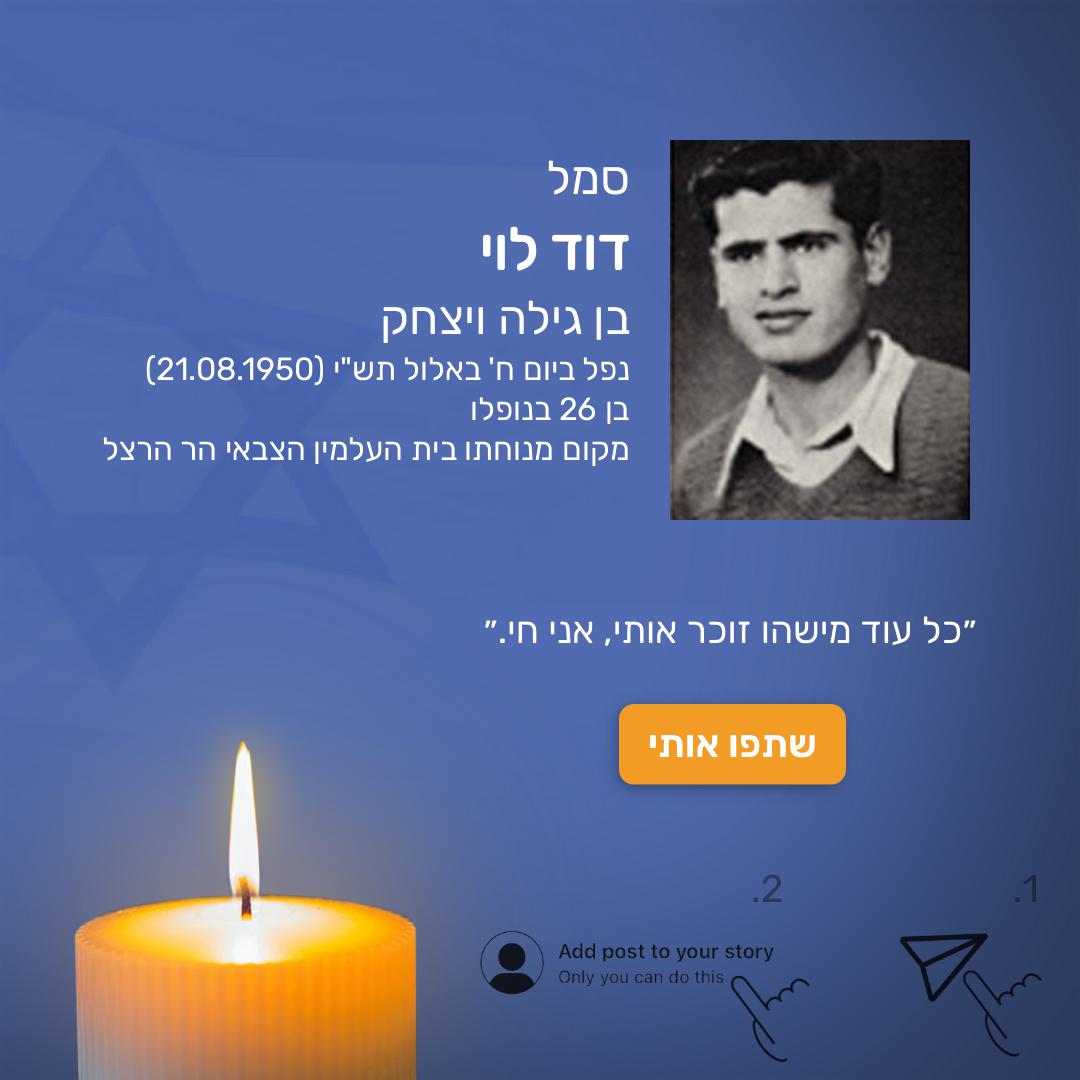 סמל
דוד לוי
בן גילה ויצחק
נפל ביום ח' באלול תש"י (21.08.1950)
בן 26 בנופלו
מקום מנוחתו בית העלמין הצבאי הר הרצל
״כל עוד מישהו זוכר אותי, אני חי.״
שתפו אותי
.1
.2
Add post to your story
Only you can do this